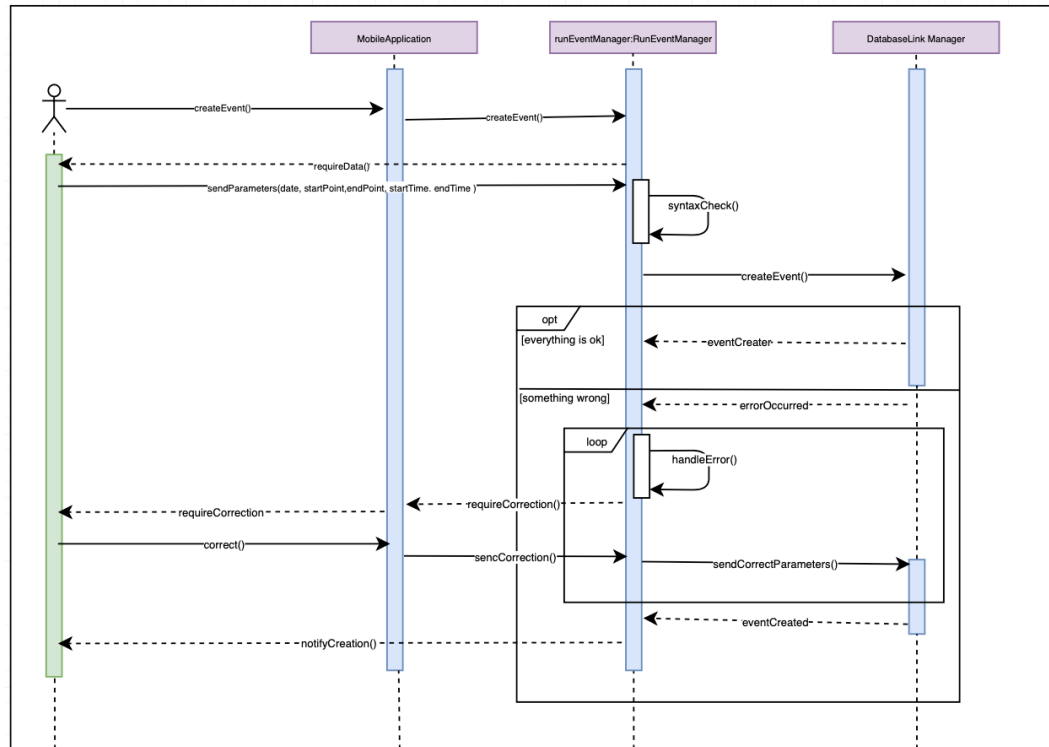 MobileApplication
runEventManager:RunEventManager
DatabaseLink Manager
createEvent()
createEvent()
requireData()
sendParameters(date, startPoint,endPoint, startTime. endTime )
syntaxCheck()
createEvent()
opt
[everything is ok]
eventCreater
[something wrong]
errorOccurred
loop
handleError()
requireCorrection()
requireCorrection
correct()
sencCorrection()
sendCorrectParameters()
eventCreated
notifyCreation()